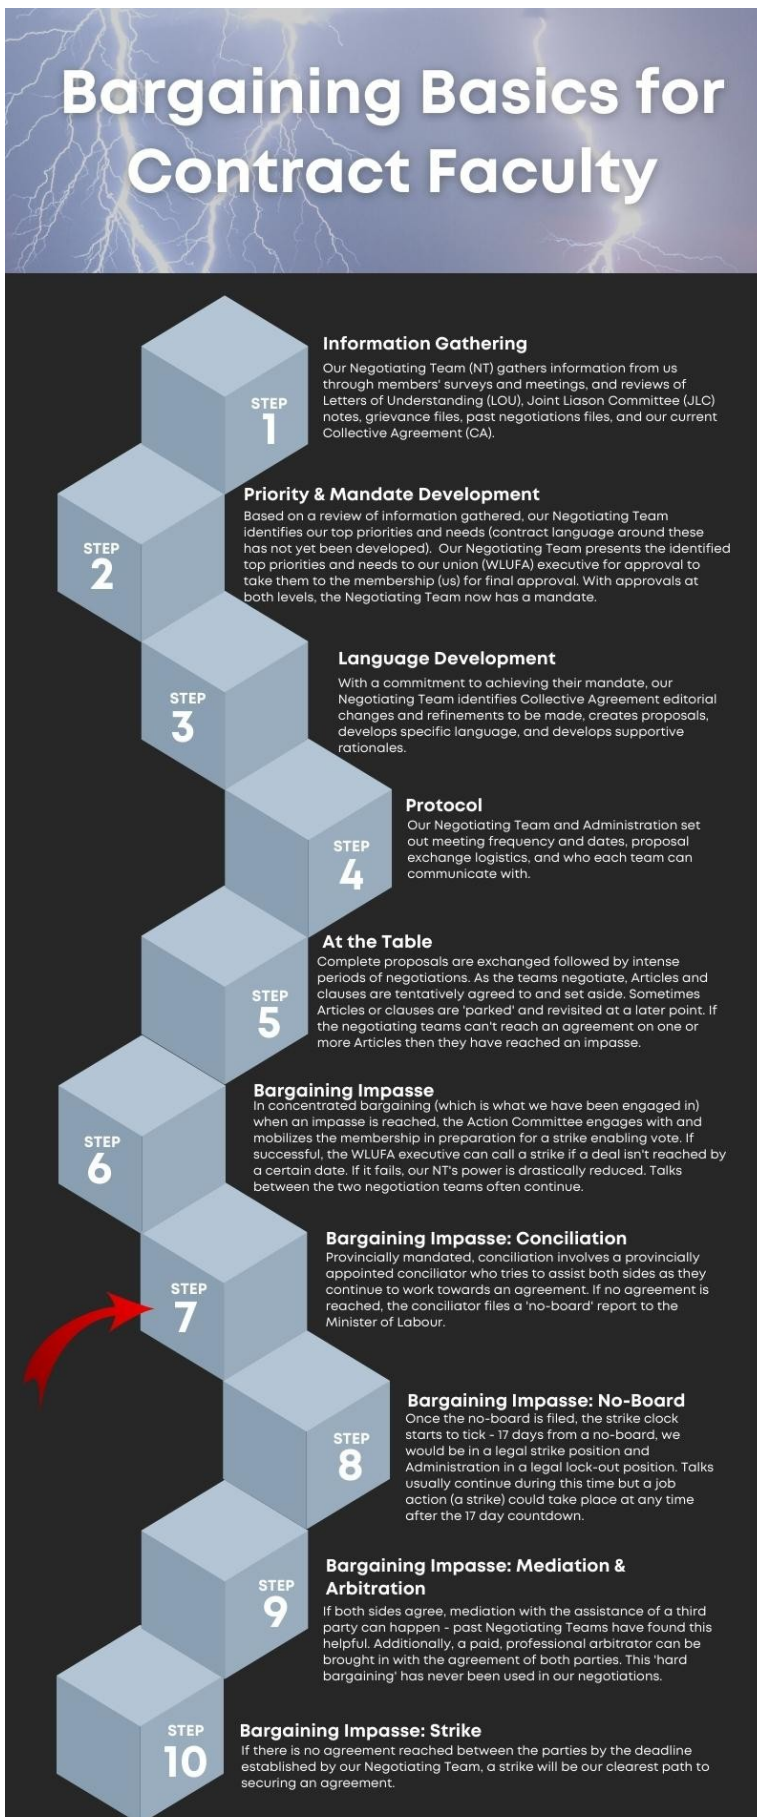 Bargaining Basics for
Contract Faculty
STEP
1
Information Gathering
Our Negotiating Team (NT) gathers information from us
through members' surveys and meetings, and reviews of
Letters of Understanding (LOU), Joint Liason Committee (JLC)
notes, grievance files, past negotiations files, and our current
Collective Agreement (CA).
STEP
2
Priority & Mandate Development
Based on a review of information gathered, our Negotiating Team
identifies our top priorities and needs (contract language around these
has not yet been developed). Our Negotiating Team presents the identified
top priorities and needs to our union (WLUFA) executive for approval to
take them to the membership (us) for final approval. With approvals at
both levels, the Negotiating Team now has a mandate.
STEP
3
Language Development
With a commitment to achieving their mandate, our
Negotiating Team identifies Collective Agreement editorial
changes and refinements to be made, creates proposals,
develops specific language, and develops supportive
rationales.
STEP
4
Protocol
Our Negotiating Team and Administration set
out meeting frequency and dates, proposal
exchange logistics, and who each team can
communicate with.
STEP
5
At the Table
Complete proposals are exchanged followed by intense
periods of negotiations. As the teams negotiate, Articles and
clauses are tentatively agreed to and set aside. Sometimes
Articles or clauses are 'parked' and revisited at a later point. If
the negotiating teams can't reach an agreement on one or
more Articles then they have reached an impasse.
STEP
6
Bargaining Impasse
In concentrated bargaining (which is what we have been engaged in)
when an impasse is reached, the Action Committee engages with and
mobilizes the membership in preparation for a strike enabling vote. If
successful, the WLUFA executive can call a strike if a deal isn't reached by
a certain date. If it fails, our NT's power is drastically reduced. Talks
between the two negotiation teams often continue.
STEP
7
Bargaining Impasse: Conciliation
Provincially mandated, conciliation involves a provincially
appointed conciliator who tries to assist both sides as they
continue to work towards an agreement. If no agreement is
reached, the conciliator files a 'no-board' report to the
Minister of Labour.
STEP
8
Bargaining Impasse: No-Board
Once the no-board is filed, the strike clock
starts to tick - 17 days from a no-board, we
would be in a legal strike position and
Administration in a legal lock-out position. Talks
usually continue during this time but a job
action (a strike) could take place at any time
after the 17 day countdown.
STEP
9
Bargaining Impasse: Mediation &
Arbitration
If both sides agree, mediation with the assistance of a third
party can happen - past Negotiating Teams have found this
helpful. Additionally, a paid, professional arbitrator can be
brought in with the agreement of both parties. This 'hard
bargaining' has never been used in our negotiations.
STEP
10
Bargaining Impasse: Strike
If there is no agreement reached between the parties by the deadline
established by our Negotiating Team, a strike will be our clearest path to
securing an agreement.